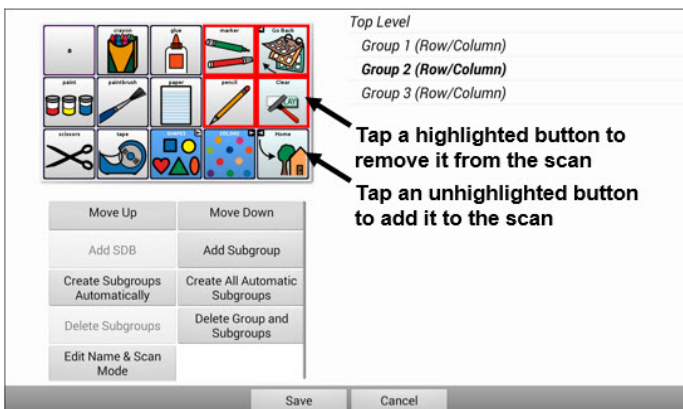 crayon
glue
marker
Go Back
paint
paintbrush
paper
pencil
Clear
scissors
tape
SHAPES
COLORS
Home
Top Level
Group 1 (Row/Column)
Group 2 (Row/Column)
Group 3 (Row/Column)
Tap a highlighted button to
remove it from the scan
Tap an unhighlighted button
to add it to the scan
Move Up
Move Down
Add SDB
Add Subgroup
Create Subgroups
Automatically
Create All Automatic
Subgroups
Delete Subgroups
Delete Group and
Subgroups
Edit Name & Scan
Mode
Save
Cancel